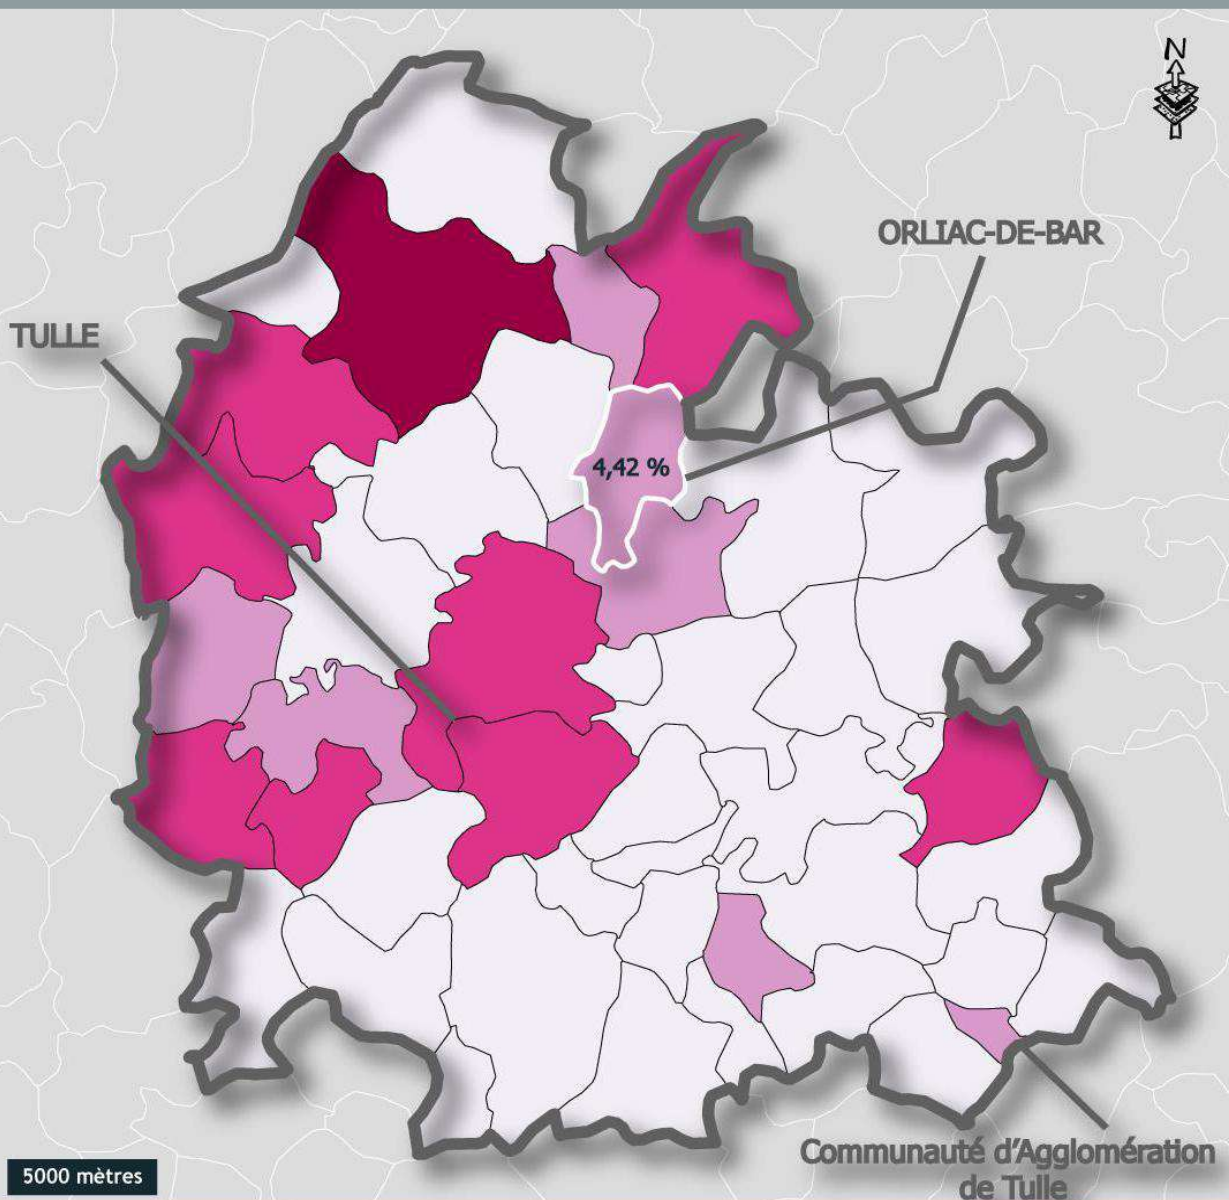 N
ORLIAC-DE-BAR
TULLE
4,42 %
Communauté d'Agglomération
de Tulle
5000 mètres